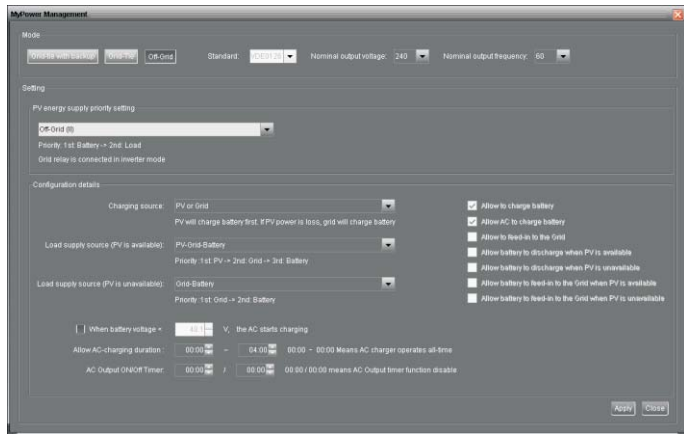 MyPower Management
Mode
Grid-Tie with Backup Grid-Tie Off-Grid Standard: Nominal output voltage: 240 Nominal output frequency: 60
Setting
PV energy supply priority setting
Off-Grid (II)
Priority: 1st: Battery -> 2nd: Load
Grid relay is connected in inverter mode
Configuration details
Charging source: PV or Grid
PV will charge battery first. If PV power is loss, grid will charge battery
Load supply source (PV is available): PV-Grid-Battery
Priority: 1st: PV -> 2nd: Grid -> 3rd: Battery
Load supply source (PV is unavailable): Grid-Battery
Priority: 1st: Grid -> 2nd: Battery
Allow to charge battery
Allow AC to charge battery
Allow to feed-in to the Grid
Allow battery to discharge when PV is available
Allow battery to discharge when PV is unavailable
Allow battery to feed-in to the Grid when PV is available
Allow battery to feed-in to the Grid when PV is unavailable
When battery voltage < V, the AC starts charging
Allow AC-charging duration: 00:00 ~ 04:00 00:00 ~ 00:00 Means AC charger operates all-time
AC Output ON/Off Timer: 00:00 / 00:00 00:00 / 00:00 means AC Output timer function disable
Apply Close